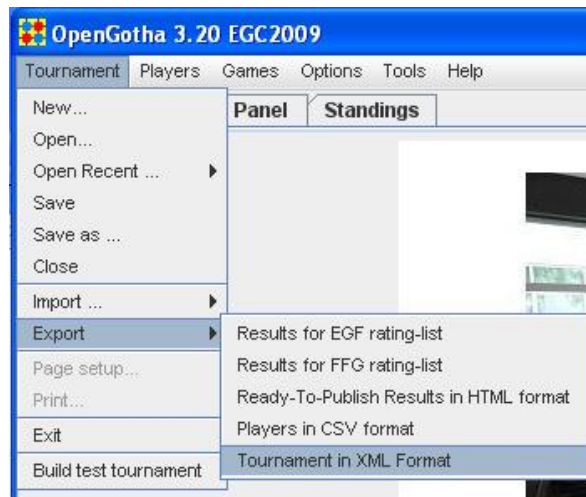 OpenGotha 3.20 EGC2009
Tournament Players Games Options Tools Help
Panel Standings
New...
Open...
Open Recent ...
Save
Save as ...
Close
Import ...
Export
Page setup...
Print...
Exit
Build test tournament
Results for EGF rating-list
Results for FFG rating-list
Ready-To-Publish Results in HTML format
Players in CSV format
Tournament in XML Format